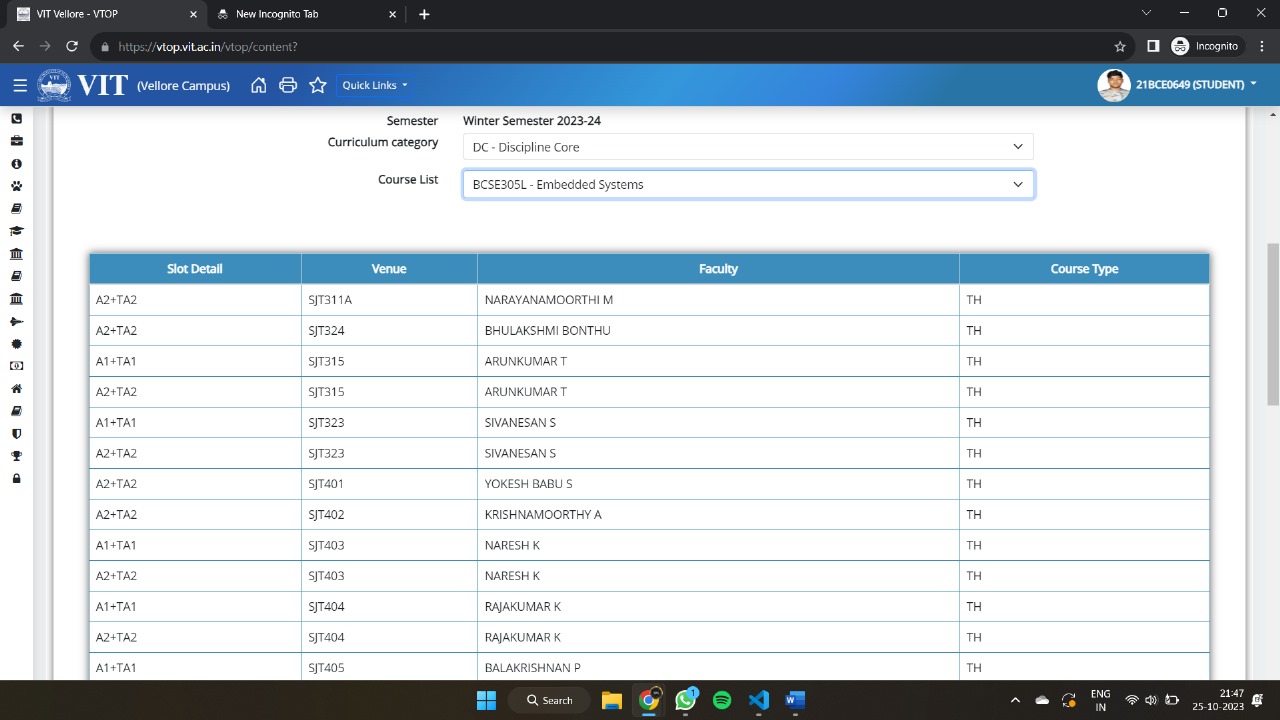 VIT Vellore - VTOP
New Incognito Tab
https://vtop.vit.ac.in/vtop/content?
Incognito
VIT (Vellore Campus) Quick Links 21BCE0649 (STUDENT)
Semester Winter Semester 2023-24
Curriculum category DC - Discipline Core
Course List BCSE305L - Embedded Systems
Slot Detail Venue Faculty Course Type
A2+TA2 SJT311A NARAYANAMOORTHI M TH
A2+TA2 SJT324 BHULAKSHMI BONTHU TH
A1+TA1 SJT315 ARUNKUMAR T TH
A2+TA2 SJT315 ARUNKUMAR T TH
A1+TA1 SJT323 SIVANESAN S TH
A2+TA2 SJT323 SIVANESAN S TH
A2+TA2 SJT401 YOKESH BABU S TH
A2+TA2 SJT402 KRISHNAMOORTHY A TH
A1+TA1 SJT403 NARESH K TH
A2+TA2 SJT403 NARESH K TH
A1+TA1 SJT404 RAJAKUMAR K TH
A2+TA2 SJT404 RAJAKUMAR K TH
A1+TA1 SJT405 BALAKRISHNAN P TH
Search
1
ENG
IN
21:47
25-10-2023